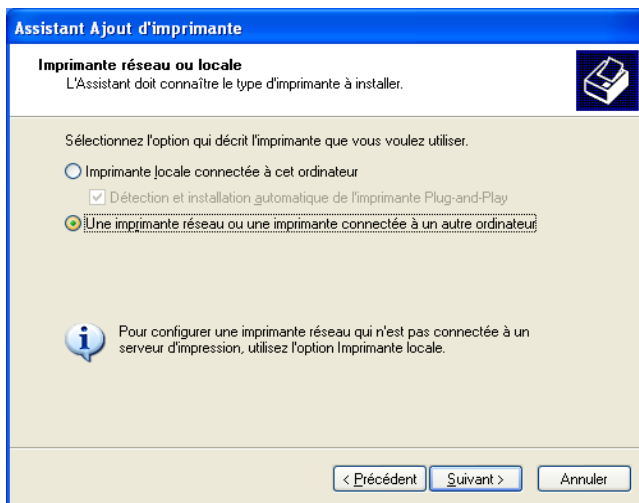 Assistant Ajout d'imprimante
Imprimante réseau ou locale
L'Assistant doit connaître le type d'imprimante à installer.
Sélectionnez l'option qui décrit l'imprimante que vous voulez utiliser.
Imprimante locale connectée à cet ordinateur
Détection et installation automatique de l'imprimante Plug-and-Play
Une imprimante réseau ou une imprimante connectée à un autre ordinateur
Pour configurer une imprimante réseau qui n'est pas connectée à un
serveur d'impression, utilisez l'option Imprimante locale.
< Précédent Suivant > Annuler